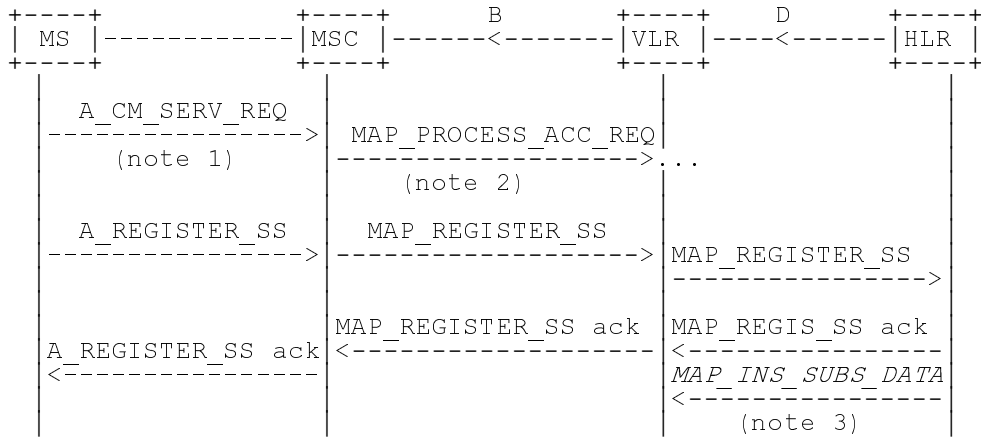 B D
MS MSC VLR HLR
A_CM_SERV_REQ
MAP_PROCESS_ACC_REQ
(note 1)
...
(note 2)
A_REGISTER_SS MAP_REGISTER_SS
MAP_REGISTER_SS
MAP_REGISTER_SS ack MAP_REGIS_SS ack
A_REGISTER_SS ack
MAP_INS_SUBS_DATA
(note 3)